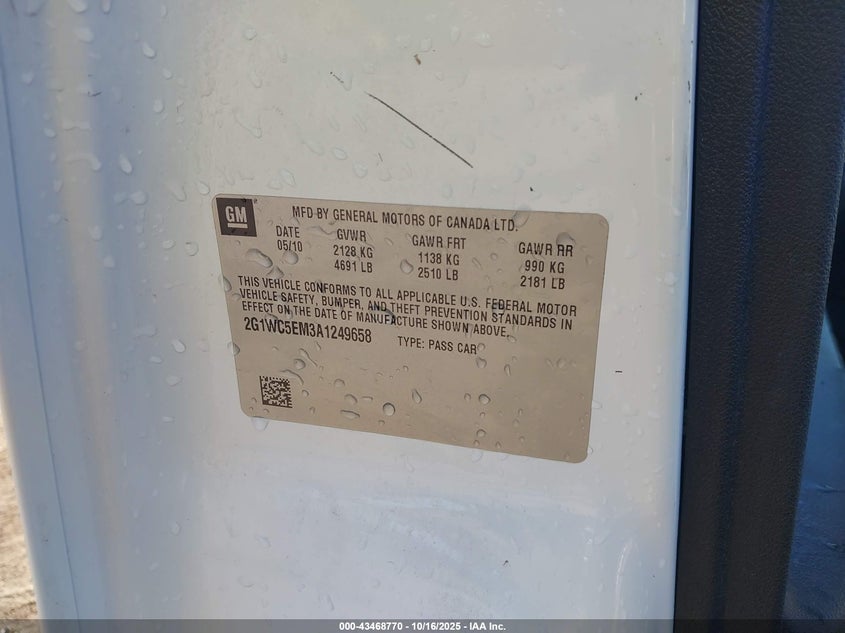 GM
MFD BY GENERAL MOTORS OF CANADA LTD.
DATE GVWR GAWR FRT GAWR RR
05/10 2128 KG 1138 KG 990 KG
4691 LB 2510 LB 2181 LB
THIS VEHICLE CONFORMS TO ALL APPLICABLE U.S. FEDERAL MOTOR
VEHICLE SAFETY, BUMPER, AND THEFT PREVENTION STANDARDS IN
EFFECT ON THE DATE OF MANUFACTURE SHOWN ABOVE.
2G1WC5EM3A1249658 TYPE: PASS CAR
000-43468770 - 10/16/2025 - IAA Inc.